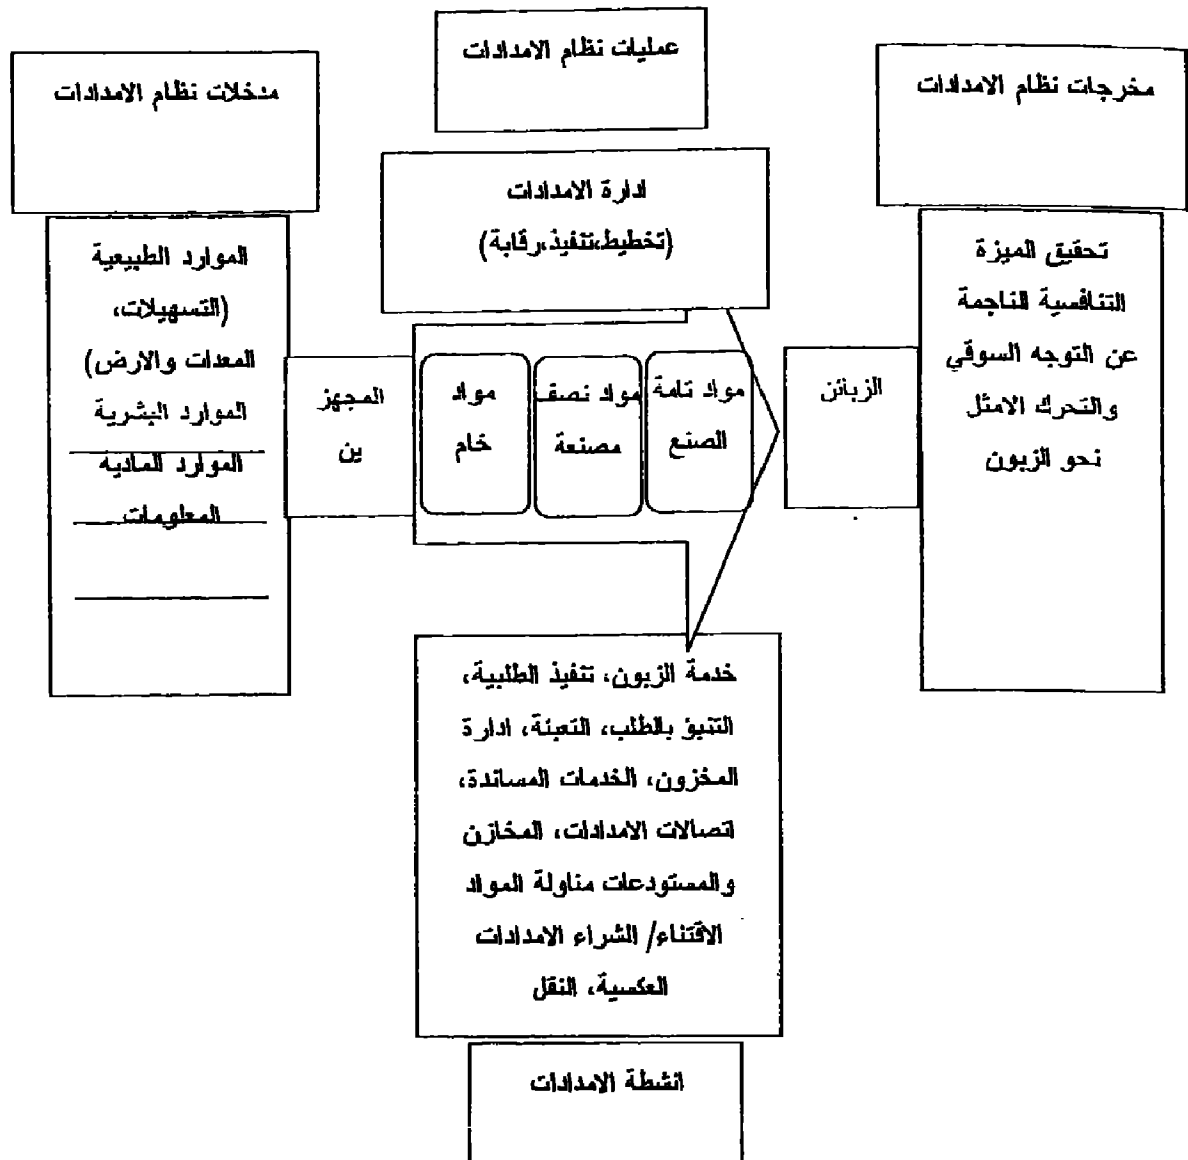 عمليات نظام الامدادات
مدخلات نظام الامدادات
مخرجات نظام الامدادات
ادارة الامدادات
(تخطيط،تنفيذ،رقابة)
الموارد الطبيعية
(التسهيلات،
المعدات والارض)
الموارد البشرية
الموارد الماديه
المعلومات
المجهز
ين
مواد
خام
مواد نصف
مصنعة
مواد تامة
الصنع
الزبائن
تحقيق الميزة
التنافسية الناجمة
عن التوجه السوقي
والتحرك الامثل
نحو الزبون
خدمة الزبون، تنفيذ الطلبية،
التنبؤ بالطلب، التعبئة، ادارة
المخزون، الخدمات المساندة،
اتصالات الامدادات، المخازن
والمستودعات مناولة المواد
الاقتناء/ الشراء الامدادات
العكسية، النقل
انشطة الامدادات